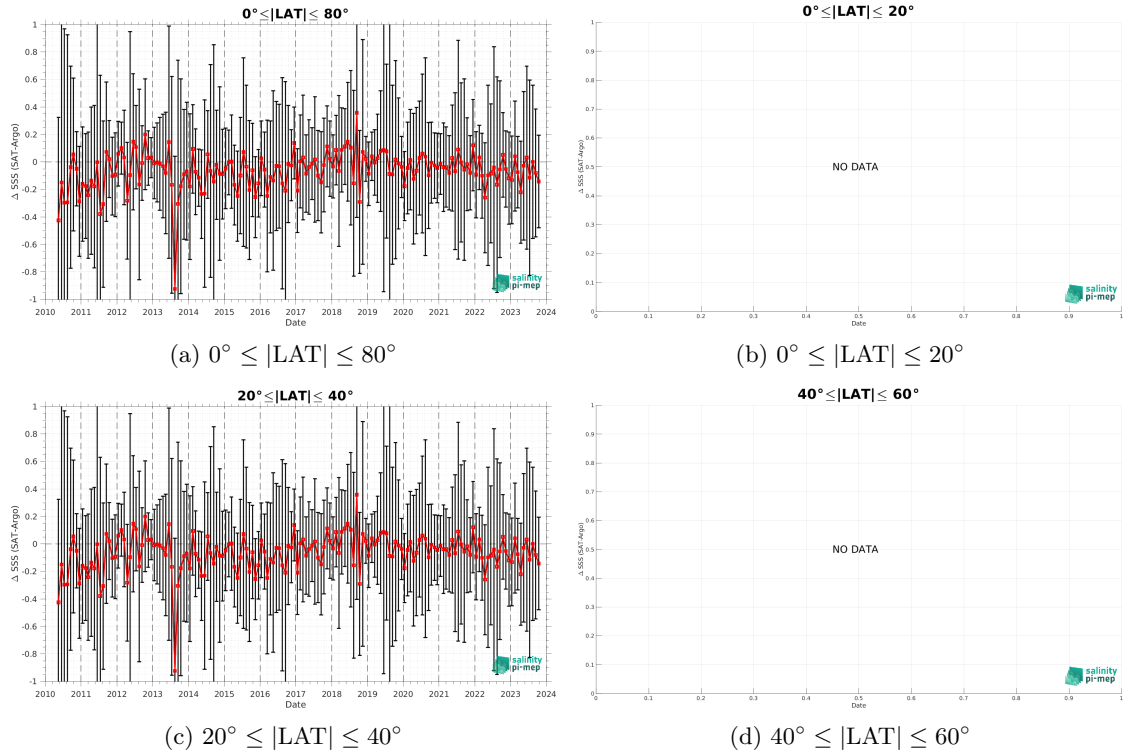 0°≤|LAT|≤ 80°
1
0.8
0.6
0.4
0.2
0
-0.2
-0.4
-0.6
-0.8
-1
Δ SSS (SAT-Argo)
2010 2011 2012 2013 2014 2015 2016 2017 2018 2019 2020 2021 2022 2023 2024
Date
salinity
pi-mep
(a) 0° ≤ |LAT| ≤ 80°
0°≤|LAT|≤ 20°
1
0.9
0.8
0.7
0.6
0.5
0.4
0.3
0.2
0.1
0
Δ SSS (SAT-Argo)
NO DATA
0 0.1 0.2 0.3 0.4 0.5 0.6 0.7 0.8 0.9 1
Date
salinity
pi-mep
(b) 0° ≤ |LAT| ≤ 20°
20°≤|LAT|≤ 40°
1
0.8
0.6
0.4
0.2
0
-0.2
-0.4
-0.6
-0.8
-1
Δ SSS (SAT-Argo)
2010 2011 2012 2013 2014 2015 2016 2017 2018 2019 2020 2021 2022 2023 2024
Date
salinity
pi-mep
(c) 20° ≤ |LAT| ≤ 40°
40°≤|LAT|≤ 60°
1
0.9
0.8
0.7
0.6
0.5
0.4
0.3
0.2
0.1
0
Δ SSS (SAT-Argo)
NO DATA
0 0.1 0.2 0.3 0.4 0.5 0.6 0.7 0.8 0.9 1
Date
salinity
pi-mep
(d) 40° ≤ |LAT| ≤ 60°